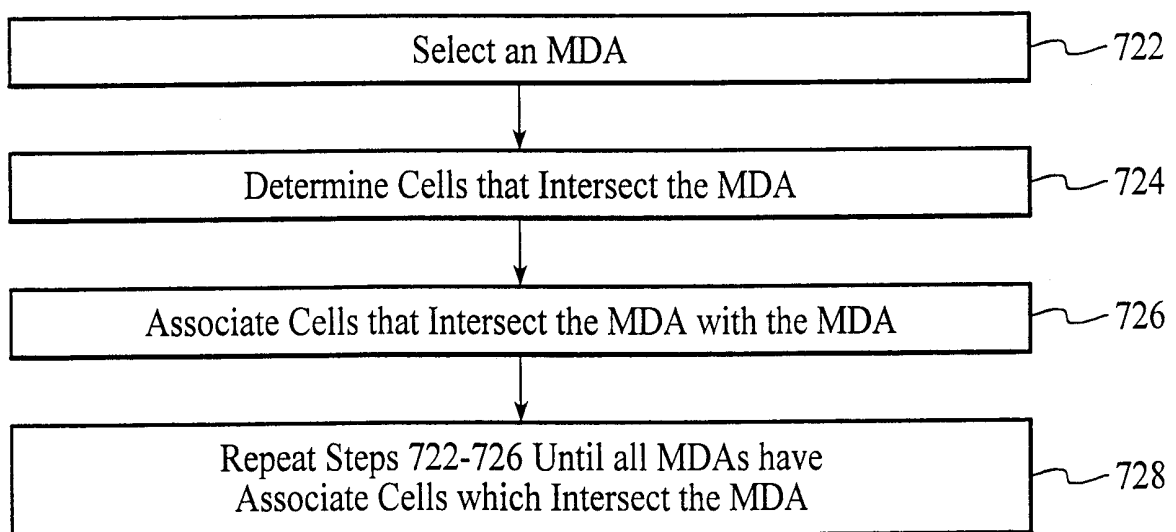 Select an MDA
722
Determine Cells that Intersect the MDA
724
Associate Cells that Intersect the MDA with the MDA
726
Repeat Steps 722-726 Until all MDAs have
Associate Cells which Intersect the MDA
728